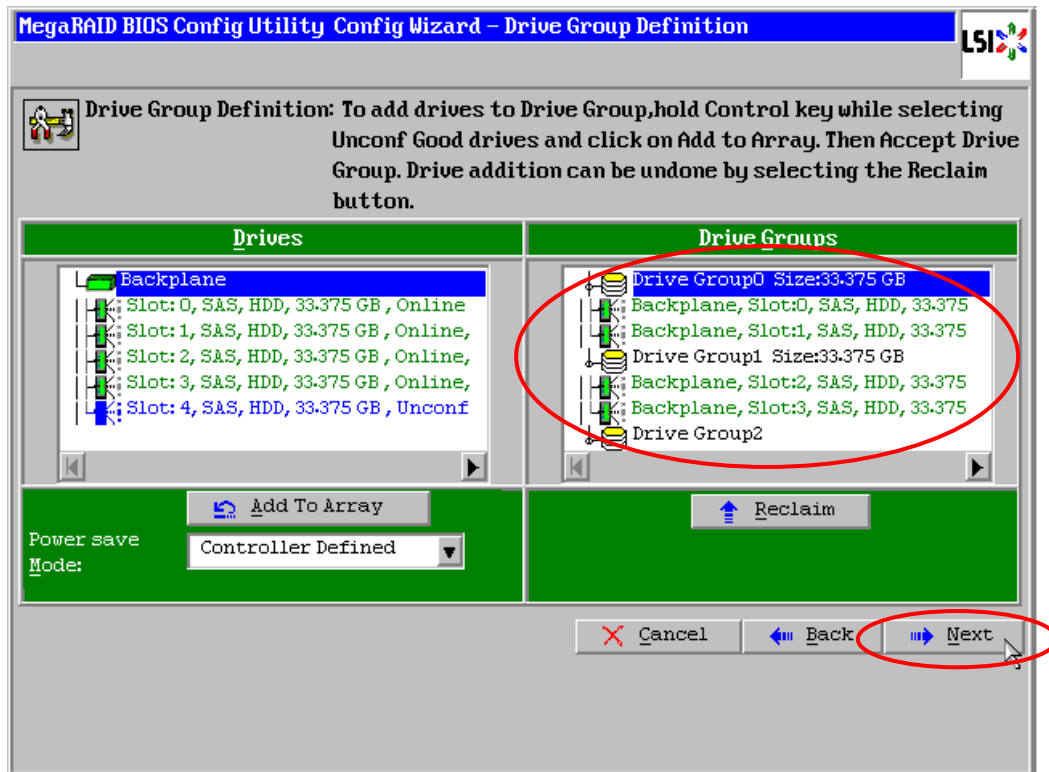 MegaRAID BIOS Config Utility Config Wizard – Drive Group Definition
LSI
Drive Group Definition: To add drives to Drive Group,hold Control key while selecting
Unconf Good drives and click on Add to Array. Then Accept Drive
Group. Drive addition can be undone by selecting the Reclaim
button.
Drives
Backplane
Slot: 0, SAS, HDD, 33.375 GB , Online
Slot: 1, SAS, HDD, 33.375 GB , Online,
Slot: 2, SAS, HDD, 33.375 GB , Online,
Slot: 3, SAS, HDD, 33.375 GB , Online,
Slot: 4, SAS, HDD, 33.375 GB , Unconf
Add To Array
Power save
Mode:
Controller Defined
Drive Groups
Drive Group0 Size:33.375 GB
Backplane, Slot:0, SAS, HDD, 33.375
Backplane, Slot:1, SAS, HDD, 33.375
Drive Group1 Size:33.375 GB
Backplane, Slot:2, SAS, HDD, 33.375
Backplane, Slot:3, SAS, HDD, 33.375
Drive Group2
Reclaim
Cancel
Back
Next